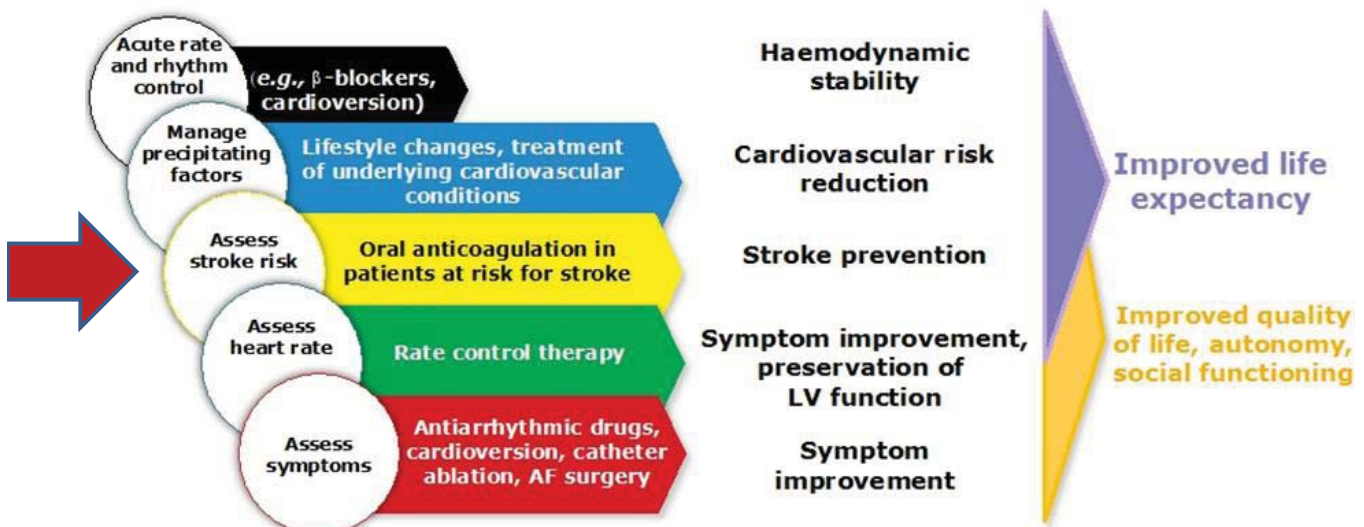 Acute rate
and rhythm
control
(e.g., β-blockers,
cardioversion)
Haemodynamic
stability
Manage
precipitating
factors
Lifestyle changes, treatment
of underlying cardiovascular
conditions
Cardiovascular risk
reduction
Assess
stroke risk
Oral anticoagulation in
patients at risk for stroke
Stroke prevention
Assess
heart rate
Rate control therapy
Symptom improvement,
preservation of
LV function
Assess
symptoms
Antiarrhythmic drugs,
cardioversion, catheter
ablation, AF surgery
Symptom
improvement
Improved life
expectancy
Improved quality
of life, autonomy,
social functioning